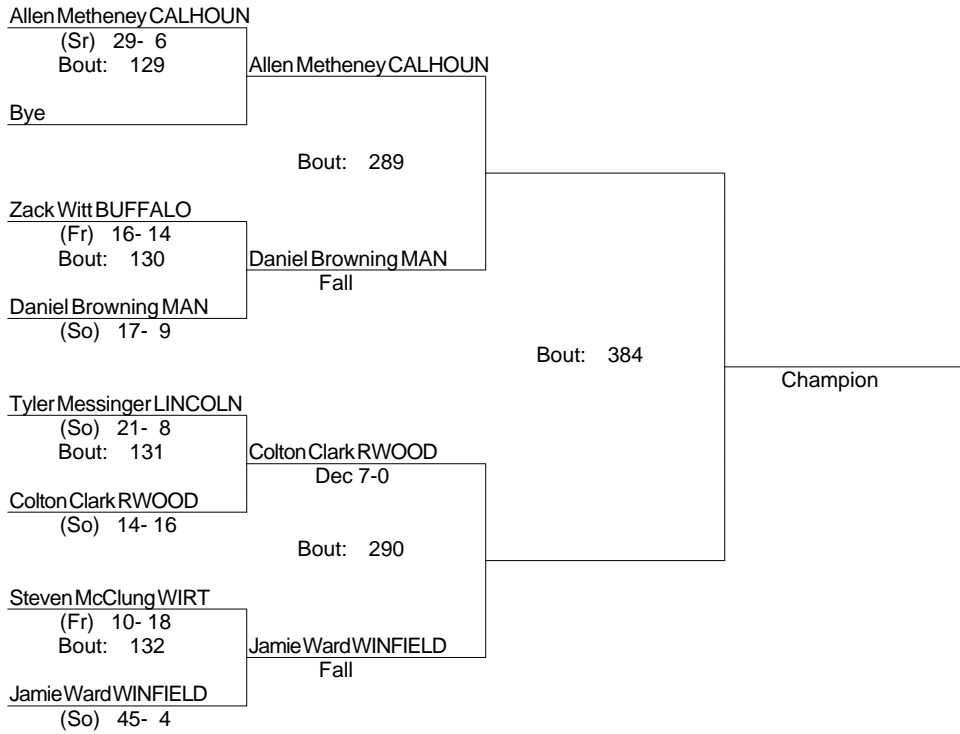 Allen Metheney CALHOUN
(Sr) 29- 6
Bout: 129
Allen Metheney CALHOUN
Bye
Bout: 289
Zack Witt BUFFALO
(Fr) 16- 14
Bout: 130
Daniel Browning MAN
Fall
Daniel Browning MAN
(So) 17- 9
Bout: 384
Champion
Tyler Messinger LINCOLN
(So) 21- 8
Bout: 131
Colton Clark RWOOD
Dec 7-0
Colton Clark RWOOD
(So) 14- 16
Bout: 290
Steven McClung WIRT
(Fr) 10- 18
Bout: 132
Jamie Ward WINFIELD
Fall
Jamie Ward WINFIELD
(So) 45- 4